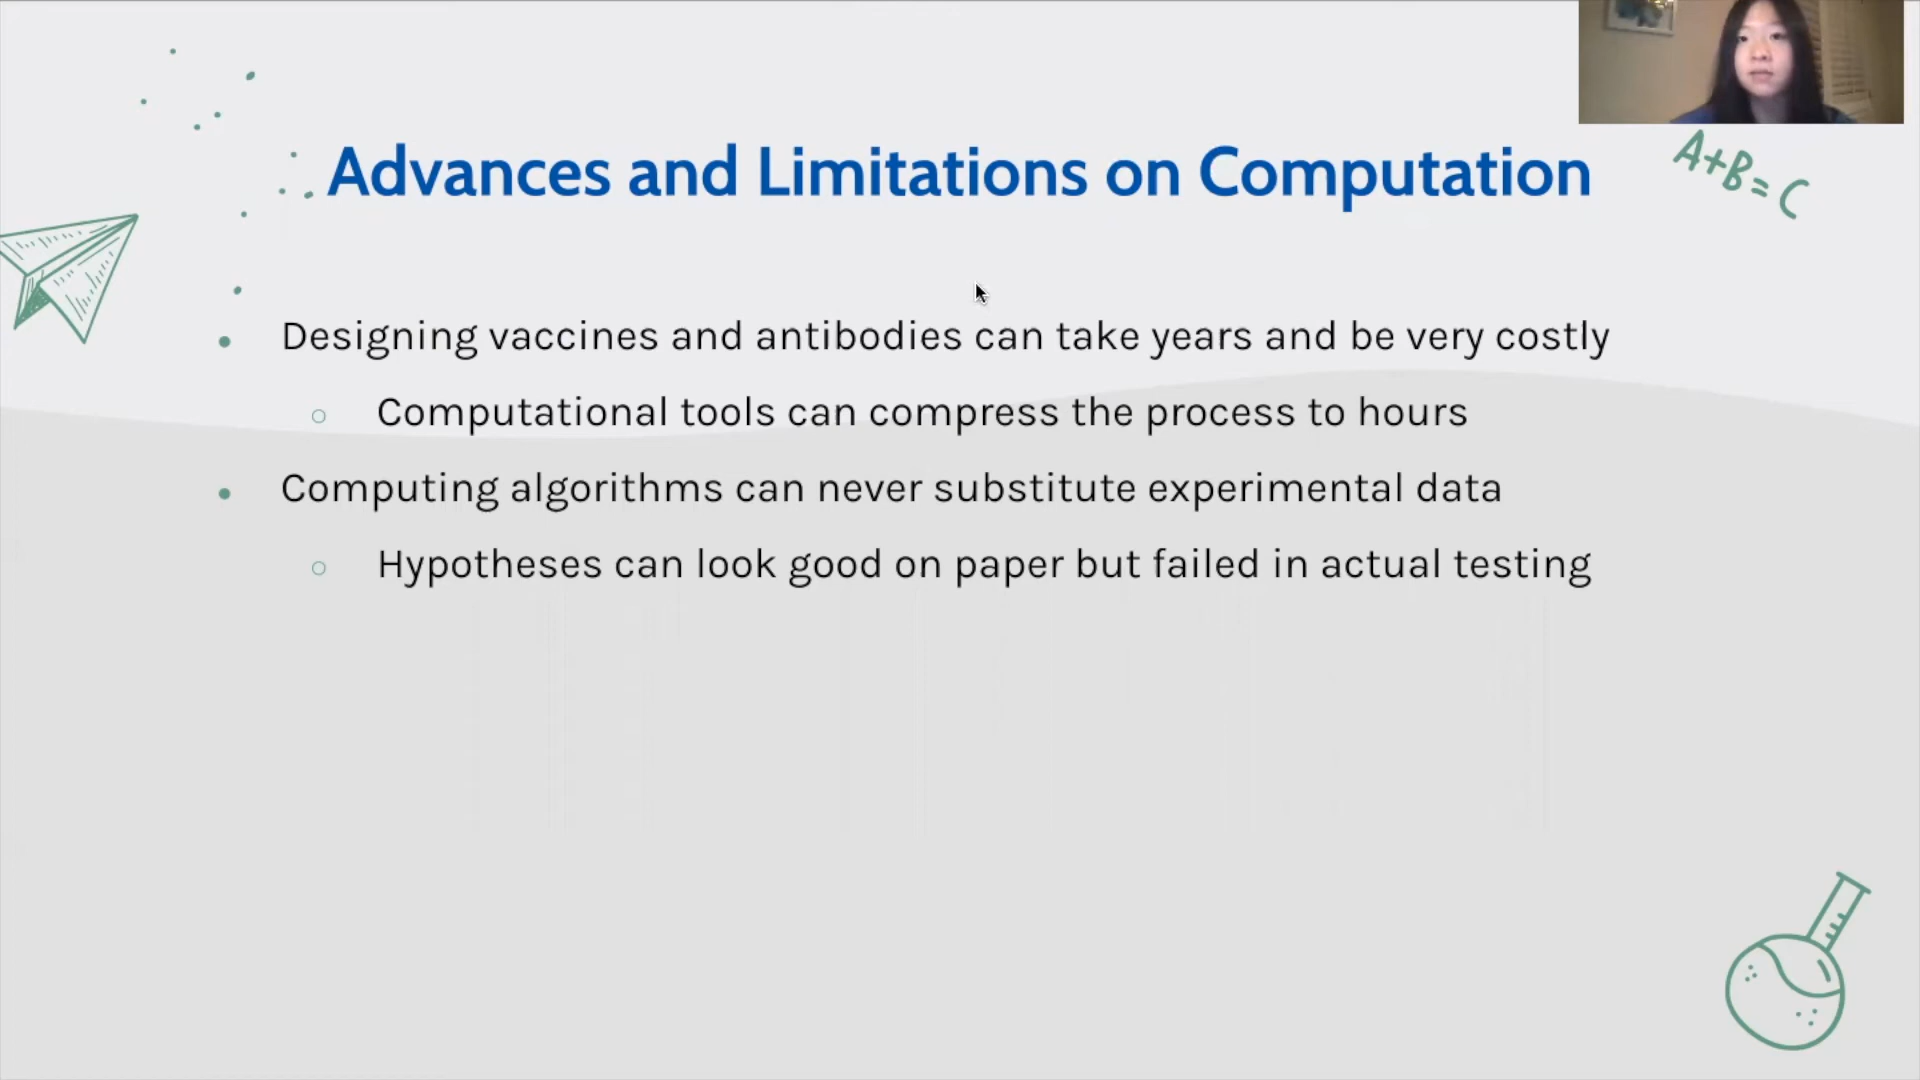 Advances and Limitations on Computation
A+B=C
Designing vaccines and antibodies can take years and be very costly
Computational tools can compress the process to hours
Computing algorithms can never substitute experimental data
Hypotheses can look good on paper but failed in actual testing